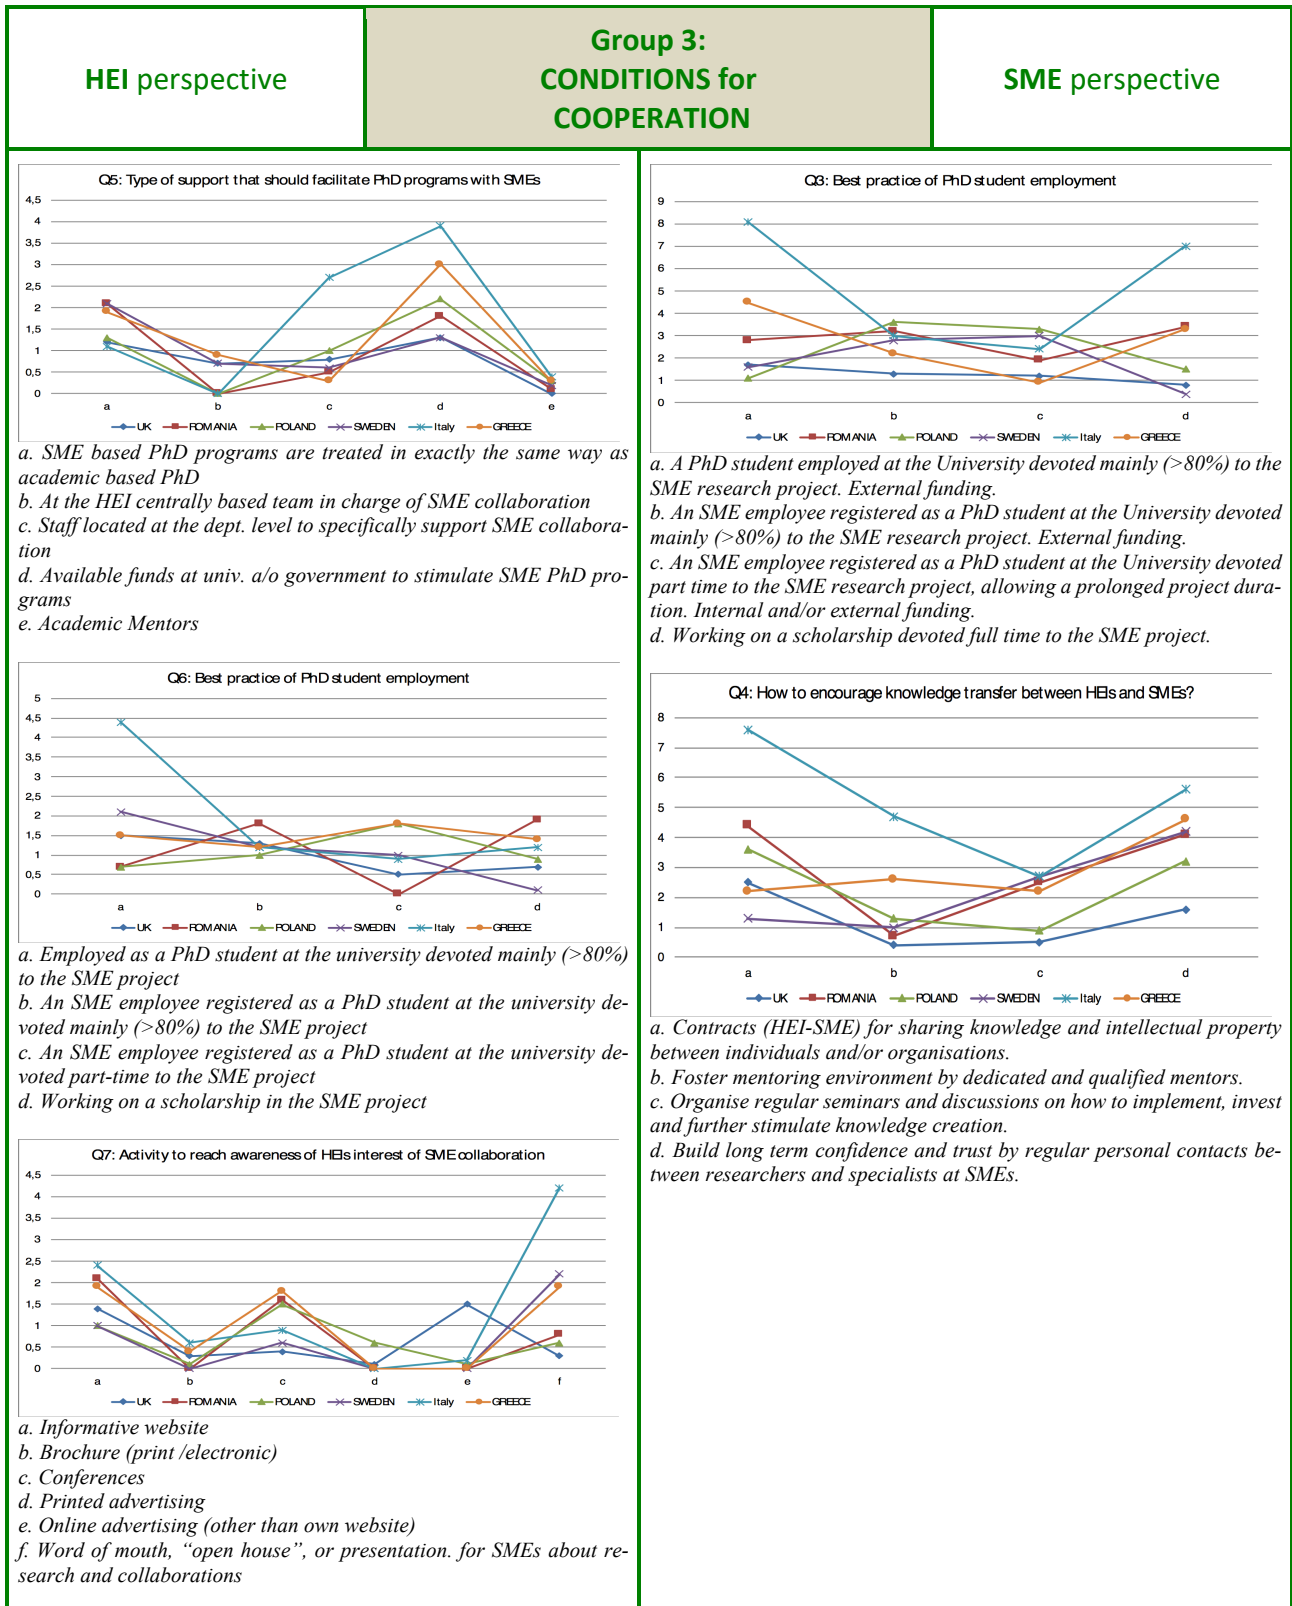 HEI perspective
Group 3:
CONDITIONS for
COOPERATION
SME perspective
Q5: Type of support that should facilitate PhD programs with SMEs
4,5
4
3,5
3
2,5
2
1,5
1
0,5
0
a b c d e
UK ROMANIA POLAND SWEDEN Italy GREECE
a. SME based PhD programs are treated in exactly the same way as
academic based PhD
b. At the HEI centrally based team in charge of SME collaboration
c. Staff located at the dept. level to specifically support SME collabora-
tion
d. Available funds at univ. a/o government to stimulate SME PhD pro-
grams
e. Academic Mentors
Q6: Best practice of PhD student employment
5
4,5
4
3,5
3
2,5
2
1,5
1
0,5
0
a b c d
UK ROMANIA POLAND SWEDEN Italy GREECE
a. Employed as a PhD student at the university devoted mainly (>80%)
to the SME project
b. An SME employee registered as a PhD student at the university de-
voted mainly (>80%) to the SME project
c. An SME employee registered as a PhD student at the university de-
voted part-time to the SME project
d. Working on a scholarship in the SME project
Q7: Activity to reach awareness of HEIs interest of SME collaboration
4,5
4
3,5
3
2,5
2
1,5
1
0,5
0
a b c d e f
UK ROMANIA POLAND SWEDEN Italy GREECE
a. Informative website
b. Brochure (print /electronic)
c. Conferences
d. Printed advertising
e. Online advertising (other than own website)
f. Word of mouth, “open house”, or presentation. for SMEs about re-
search and collaborations
Q3: Best practice of PhD student employment
9
8
7
6
5
4
3
2
1
0
a b c d
UK ROMANIA POLAND SWEDEN Italy GREECE
a. A PhD student employed at the University devoted mainly (>80%) to the
SME research project. External funding.
b. An SME employee registered as a PhD student at the University devoted
mainly (>80%) to the SME research project. External funding.
c. An SME employee registered as a PhD student at the University devoted
part time to the SME research project, allowing a prolonged project dura-
tion. Internal and/or external funding.
d. Working on a scholarship devoted full time to the SME project.
Q4: How to encourage knowledge transfer between HEIs and SMEs?
8
7
6
5
4
3
2
1
0
a b c d
UK ROMANIA POLAND SWEDEN Italy GREECE
a. Contracts (HEI-SME) for sharing knowledge and intellectual property
between individuals and/or organisations.
b. Foster mentoring environment by dedicated and qualified mentors.
c. Organise regular seminars and discussions on how to implement, invest
and further stimulate knowledge creation.
d. Build long term confidence and trust by regular personal contacts be-
tween researchers and specialists at SMEs.